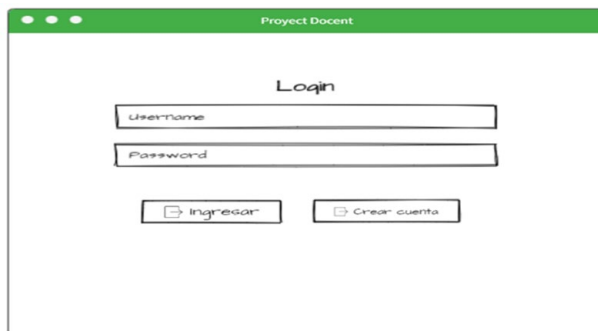 Proyect Docent
Login
Username
Password
Ingresar
Crear cuenta